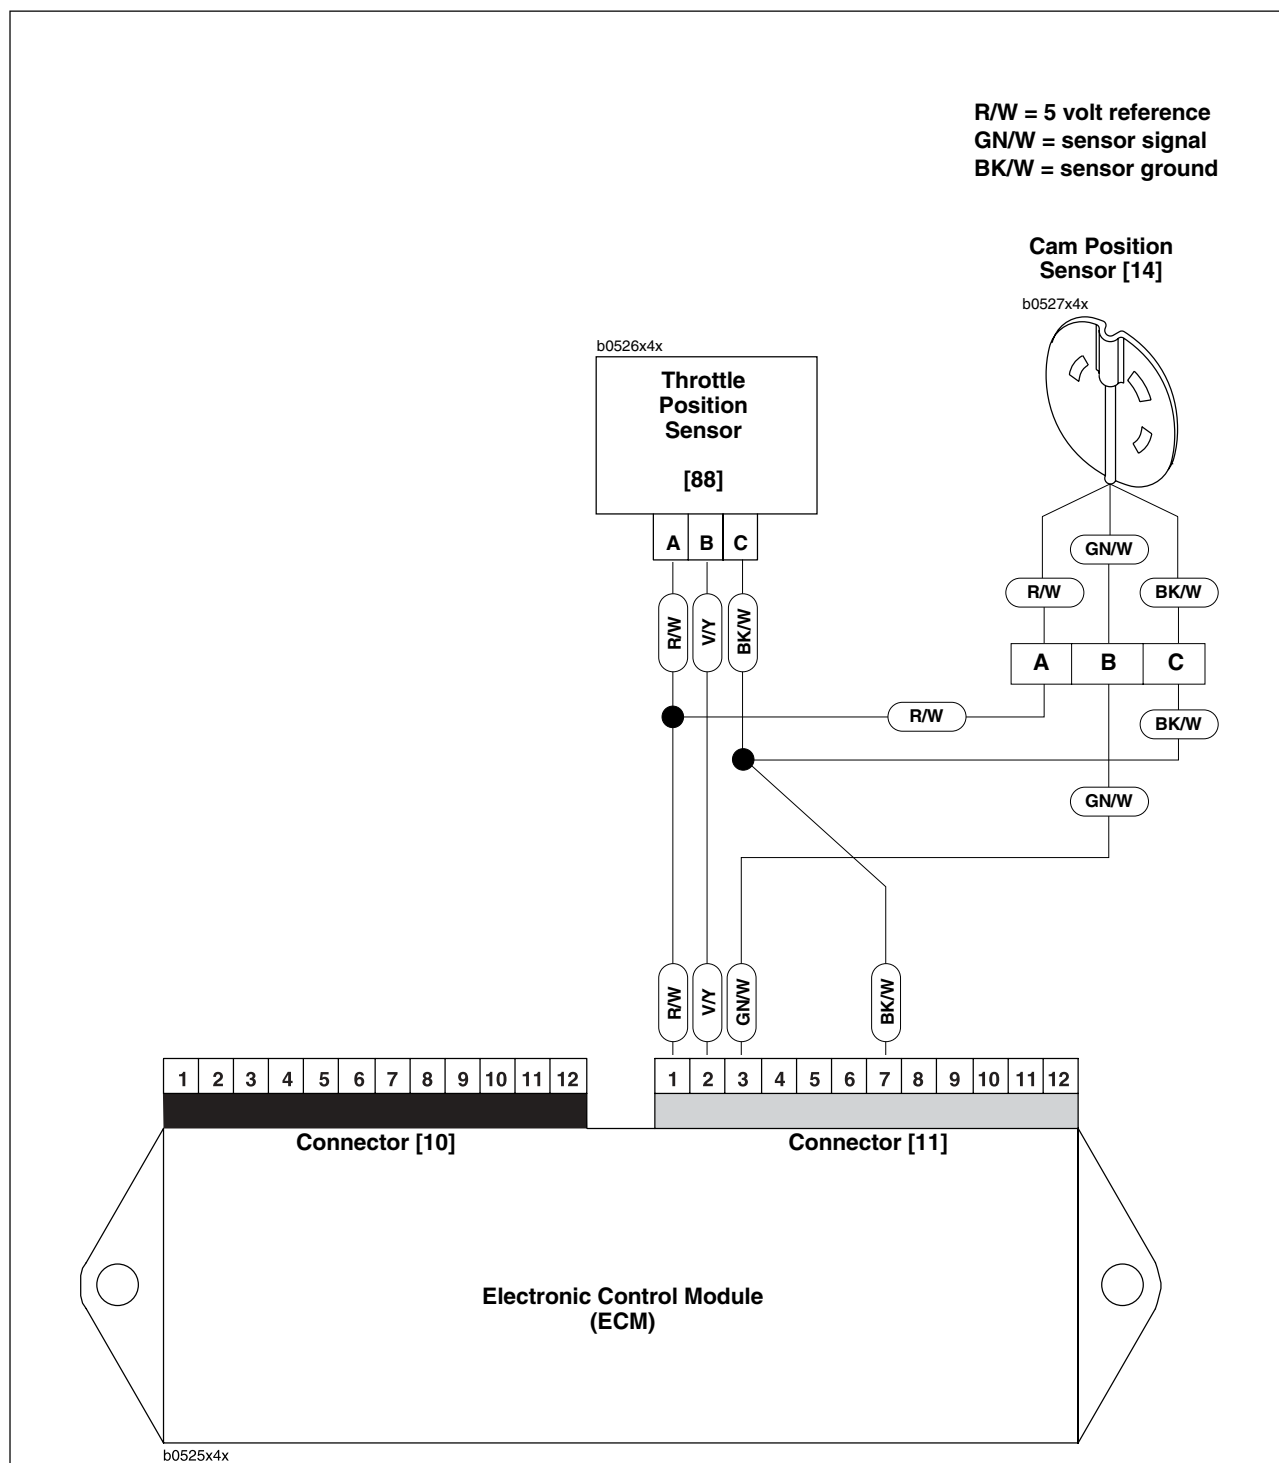 R/W = 5 volt reference
GN/W = sensor signal
BK/W = sensor ground
Cam Position
Sensor [14]
b0527x4x
b0526x4x
Throttle
Position
Sensor
[88]
A B C
GN/W
R/W BK/W
R/W V/Y BK/W
A B C
R/W
BK/W
GN/W
R/W V/Y GN/W BK/W
1 2 3 4 5 6 7 8 9 10 11 12
1 2 3 4 5 6 7 8 9 10 11 12
Connector [10]
Connector [11]
Electronic Control Module
(ECM)
b0525x4x